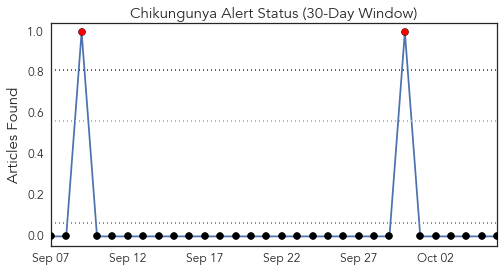 Chikungunya Alert Status (30-Day Window)
Articles Found
1.0
0.8
0.6
0.4
0.2
0.0
Sep 07 Sep 12 Sep 17 Sep 22 Sep 27 Oct 02